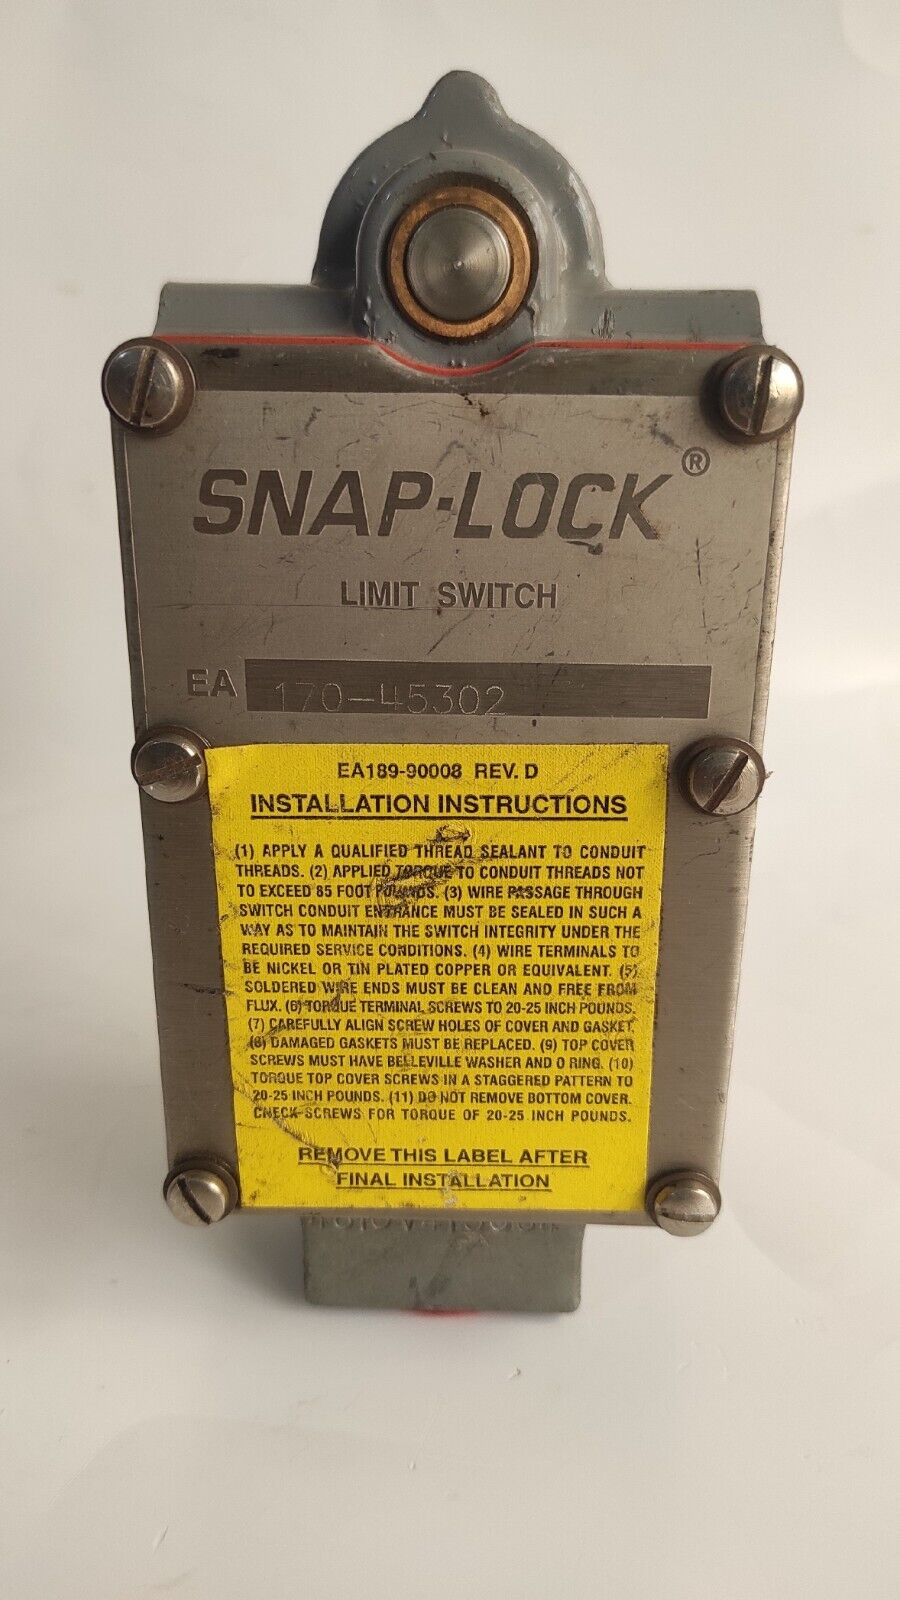 SNAP-LOCK®
LIMIT SWITCH
EA 170-45302
EA189-90008 REV. D
INSTALLATION INSTRUCTIONS
(1) APPLY A QUALIFIED THREAD SEALANT TO CONDUIT
THREADS. (2) APPLIED TORQUE TO CONDUIT THREADS NOT
TO EXCEED 85 FOOT POUNDS. (3) WIRE PASSAGE THROUGH
SWITCH CONDUIT ENTRANCE MUST BE SEALED IN SUCH A
WAY AS TO MAINTAIN THE SWITCH INTEGRITY UNDER THE
REQUIRED SERVICE CONDITIONS. (4) WIRE TERMINALS TO
BE NICKEL OR TIN PLATED COPPER OR EQUIVALENT. (5)
SOLDERED WIRE ENDS MUST BE CLEAN AND FREE FROM
FLUX. (6) TORQUE TERMINAL SCREWS TO 20-25 INCH POUNDS.
(7) CAREFULLY ALIGN SCREW HOLES OF COVER AND GASKET.
(8) DAMAGED GASKETS MUST BE REPLACED. (9) TOP COVER
SCREWS MUST HAVE BELLEVILLE WASHER AND O RING. (10)
TORQUE TOP COVER SCREWS IN A STAGGERED PATTERN TO
20-25 INCH POUNDS. (11) DO NOT REMOVE BOTTOM COVER.
CHECK SCREWS FOR TORQUE OF 20-25 INCH POUNDS.
REMOVE THIS LABEL AFTER
FINAL INSTALLATION